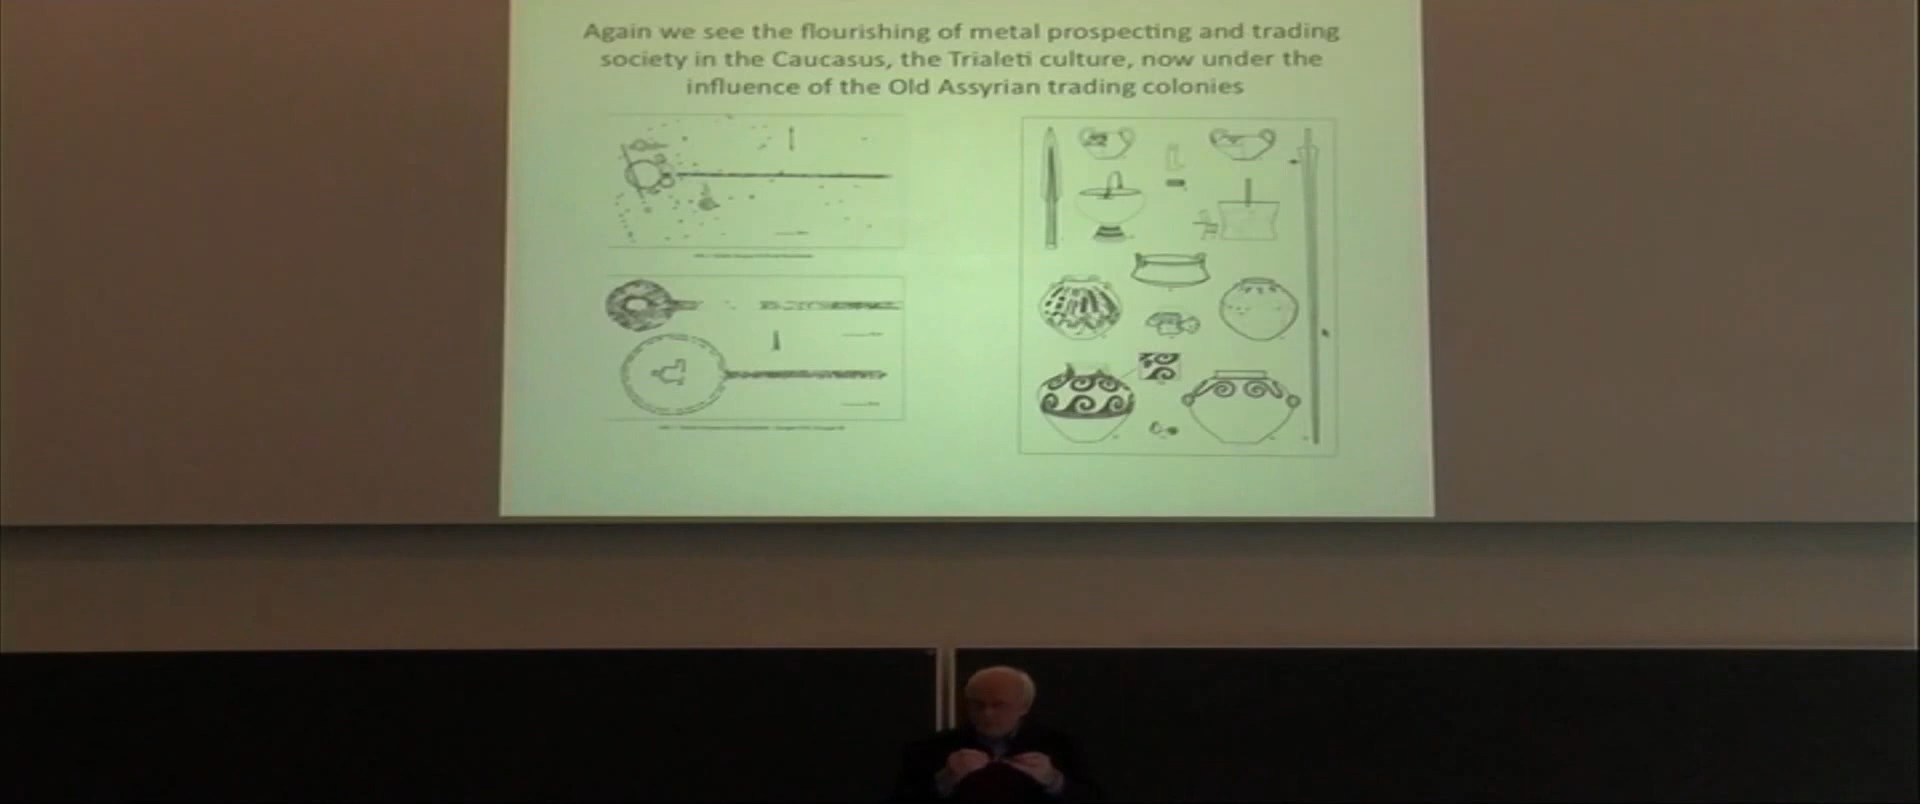 Again we see the flourishing of metal prospecting and trading
society in the Caucasus, the Trialeti culture, now under the
influence of the Old Assyrian trading colonies